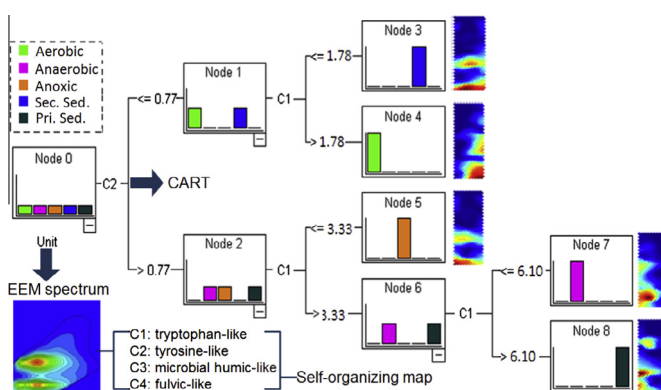 Aerobic
Anaerobic
Anoxic
Sec. Sed.
Pri. Sed.
Node 0
C2
Unit
EEM spectrum
CART
<= 0.77
> 0.77
Node 1
C1
Node 2
C1
<= 1.78
> 1.78
Node 3
Node 4
<= 3.33
> 3.33
Node 5
Node 6
C1
<= 6.10
> 6.10
Node 7
Node 8
C1: tryptophan-like
C2: tyrosine-like
C3: microbial humic-like
C4: fulvic-like
Self-organizing map